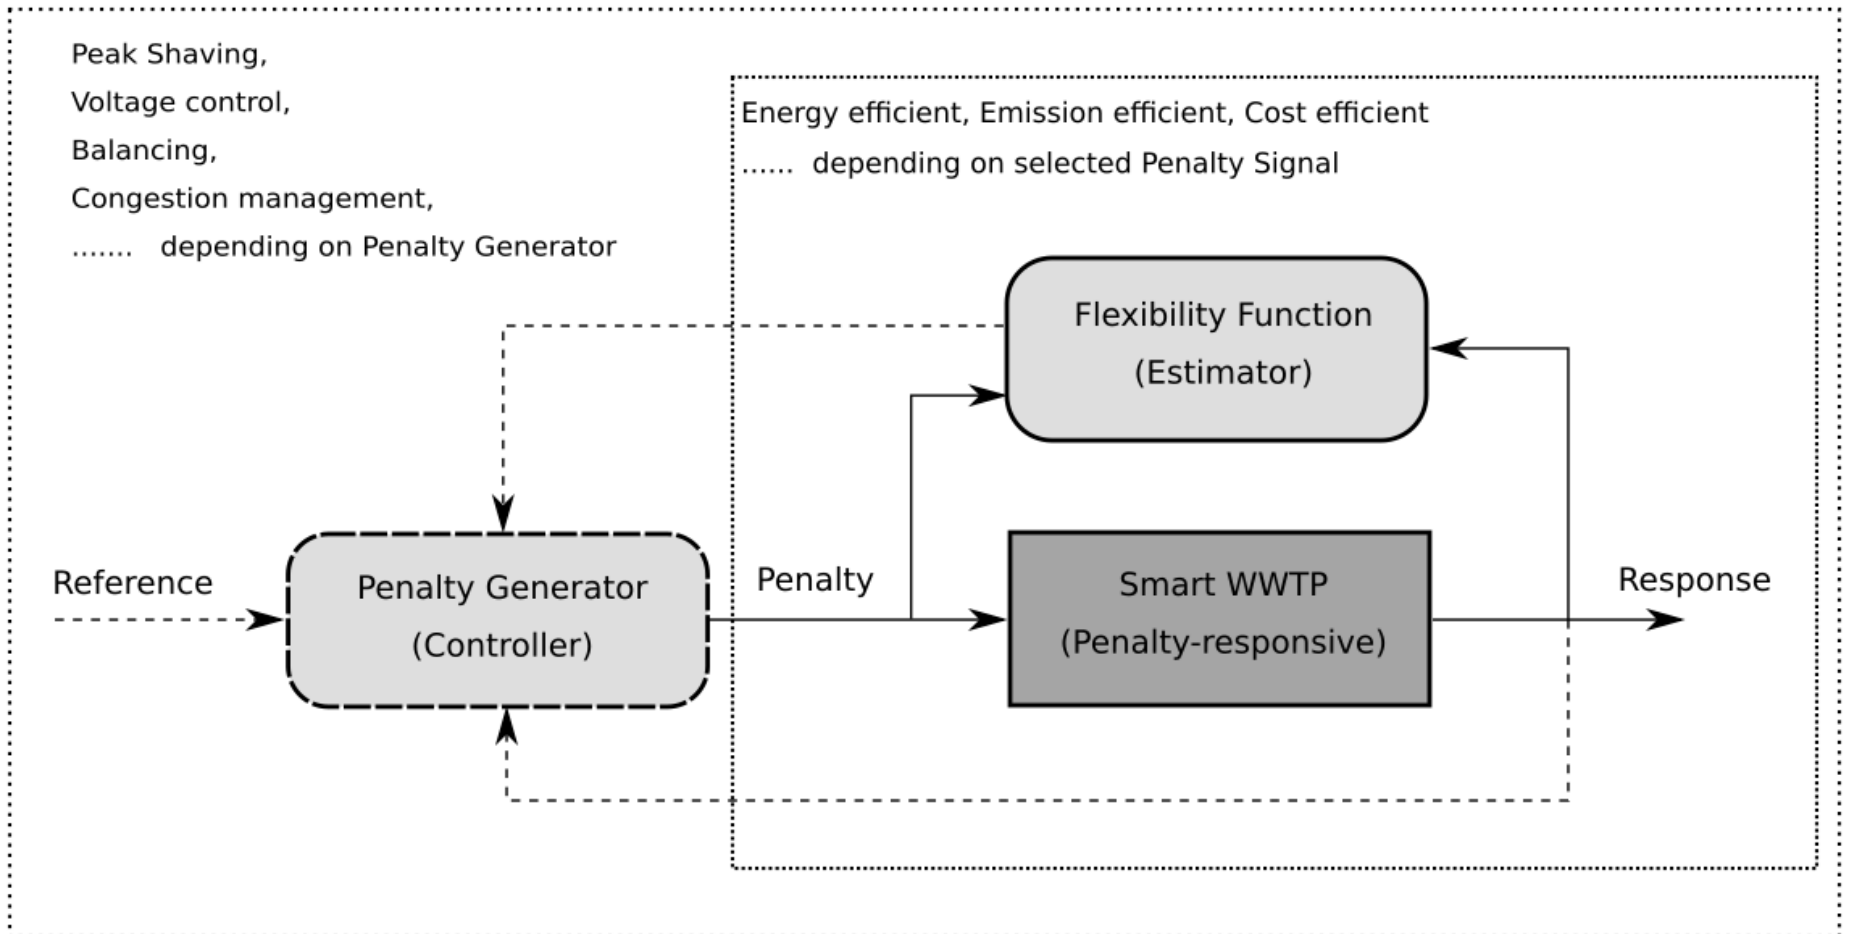 Peak Shaving,
Voltage control,
Balancing,
Congestion management,
....... depending on Penalty Generator
Energy efficient, Emission efficient, Cost efficient
...... depending on selected Penalty Signal
Flexibility Function
(Estimator)
Reference
Penalty Generator
(Controller)
Penalty
Smart WWTP
(Penalty-responsive)
Response